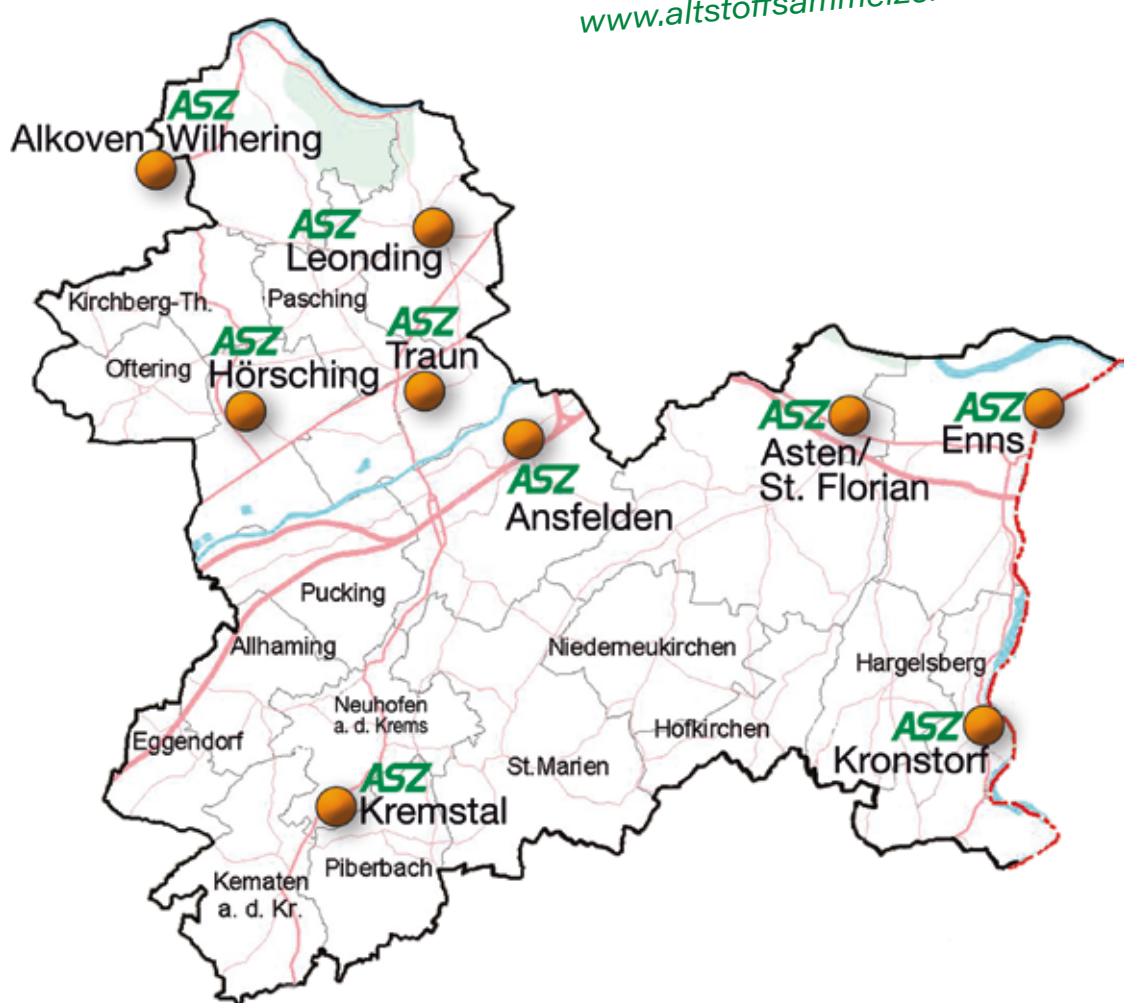 www.altstoffsammelze
ASZ
Alkoven Wilhering
ASZ
Leonding
Kirchberg-Th.
Pasching
ASZ
Traun
Oftering
ASZ
Hörsching
ASZ
Ansfelden
ASZ
Asten/
St. Florian
ASZ
Enns
Pucking
Allhaming
Niederneukirchen
Hargelsberg
Neuhofen
a. d. Krems
Eggendorf
Hofkirchen
St.Marien
ASZ
Kronstorf
ASZ
Kremstal
Piberbach
Kematen
a. d. Kr.